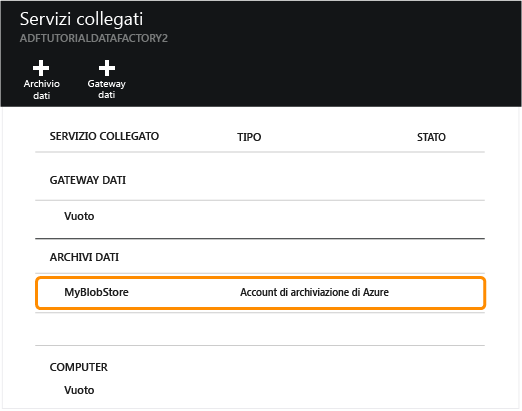 Servizi collegati
ADFTUTORIALDATAFACTORY2
Archivio dati
Gateway dati
SERVIZIO COLLEGATO TIPO STATO
GATEWAY DATI
Vuoto
ARCHIVI DATI
MyBlobStore Account di archiviazione di Azure
COMPUTER
Vuoto